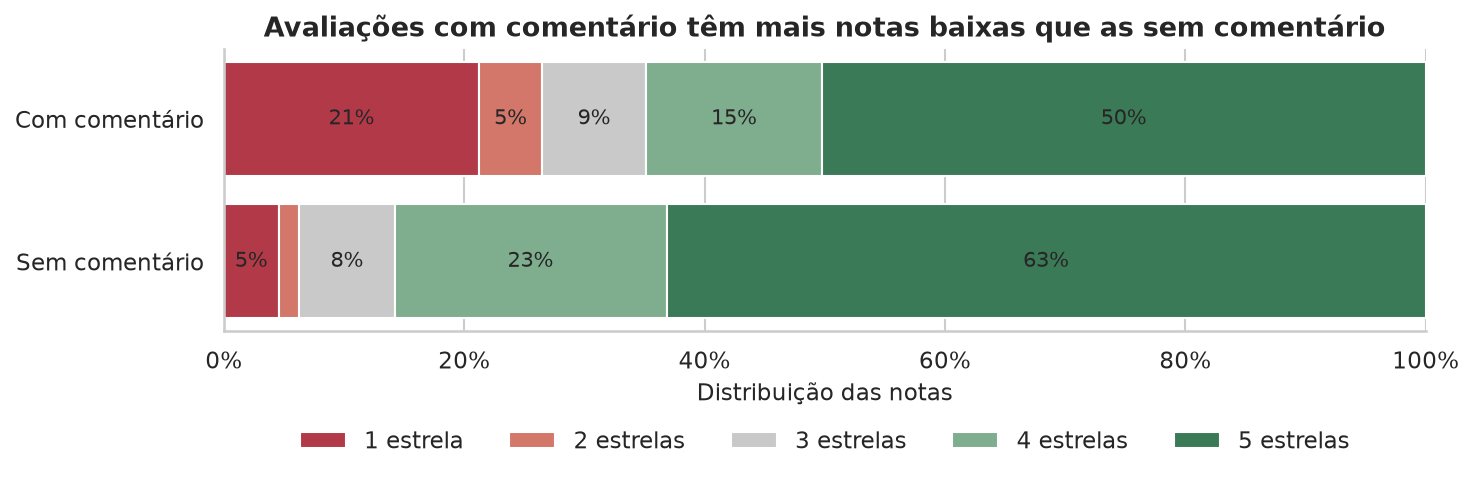 Avaliações com comentário têm mais notas baixas que as sem comentário
Com comentário
21% 5% 9% 15% 50%
Sem comentário
5% 8% 23% 63%
0% 20% 40% 60% 80% 100%
Distribuição das notas
1 estrela 2 estrelas 3 estrelas 4 estrelas 5 estrelas